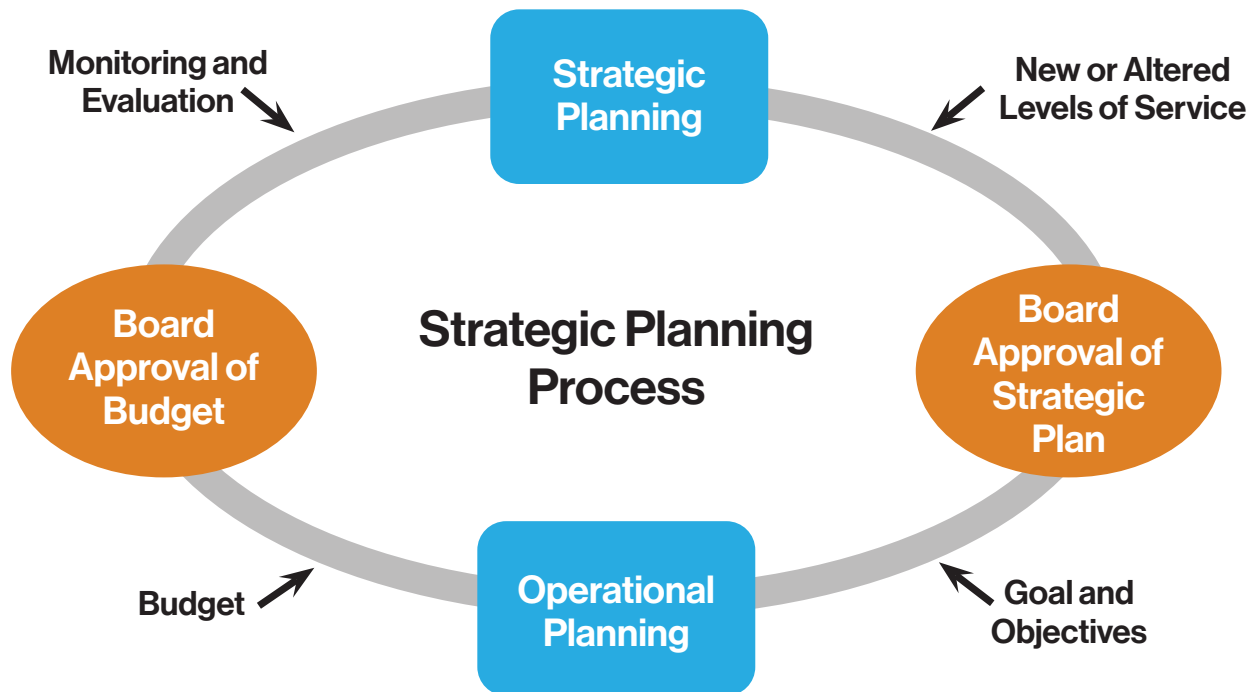 Monitoring and
Evaluation
Strategic
Planning
New or Altered
Levels of Service
Board
Approval of
Budget
Strategic Planning
Process
Board
Approval of
Strategic
Plan
Budget
Operational
Planning
Goal and
Objectives